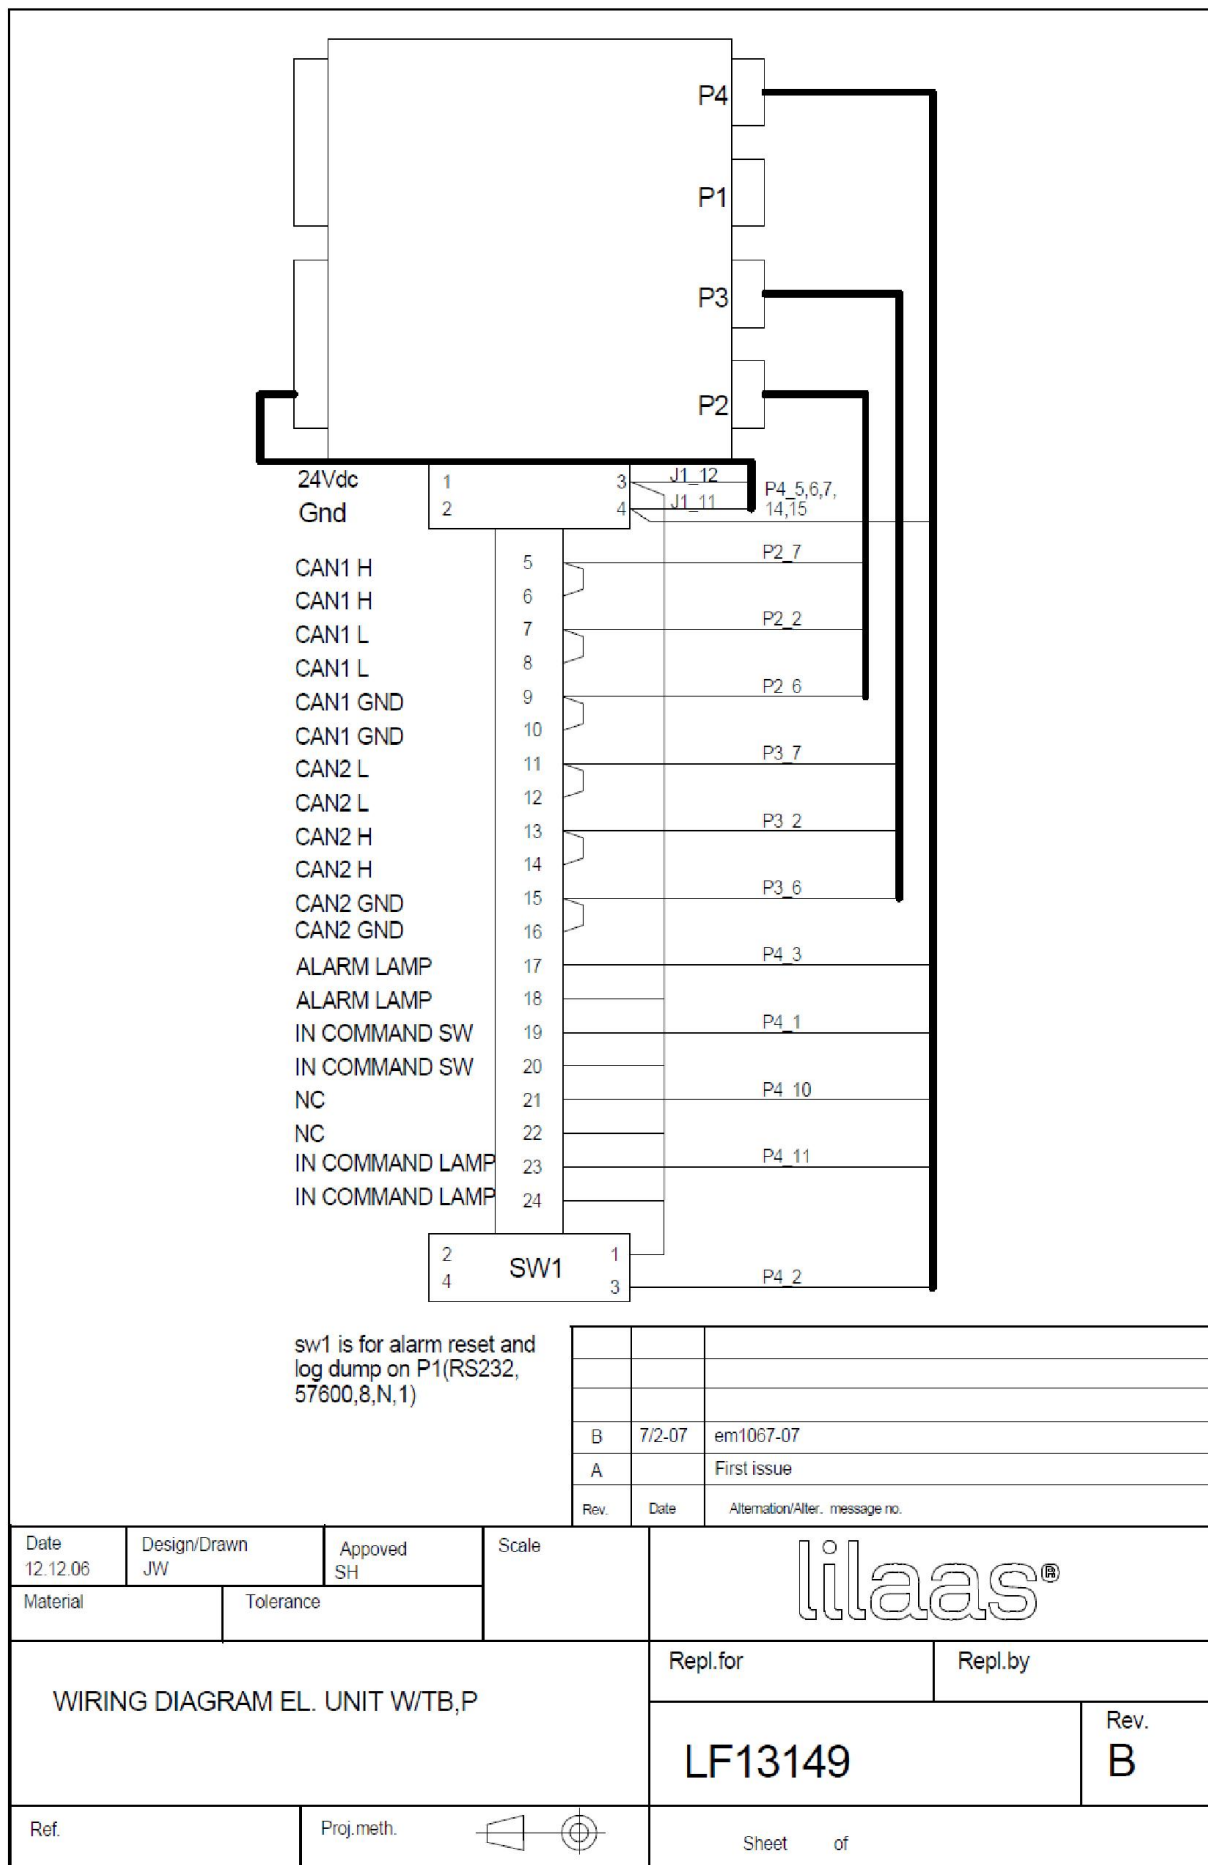 P4
P1
P3
P2
24Vdc
Gnd
1
2
3
4
J1_12
J1_11
P4_5,6,7,
14,15
CAN1 H
5
P2_7
CAN1 H
6
CAN1 L
7
P2_2
CAN1 L
8
CAN1 GND
9
P2_6
CAN1 GND
10
CAN2 L
11
P3_7
CAN2 L
12
CAN2 H
13
P3_2
CAN2 H
14
CAN2 GND
15
P3_6
CAN2 GND
16
ALARM LAMP
17
P4_3
ALARM LAMP
18
IN COMMAND SW
19
P4_1
IN COMMAND SW
20
NC
21
P4_10
NC
22
IN COMMAND LAMP
23
P4_11
IN COMMAND LAMP
24
2
4
SW1
1
3
P4_2
sw1 is for alarm reset and
log dump on P1(RS232,
57600,8,N,1)
B 7/2-07 em1067-07
A First issue
Rev. Date Alternation/Alter. message no.
Date
12.12.06
Design/Drawn
JW
Appoved
SH
Scale
Material
Tolerance
lilaas®
WIRING DIAGRAM EL. UNIT W/TB,P
Repl.for
Repl.by
LF13149
Rev.
B
Ref.
Proj.meth.
Sheet of